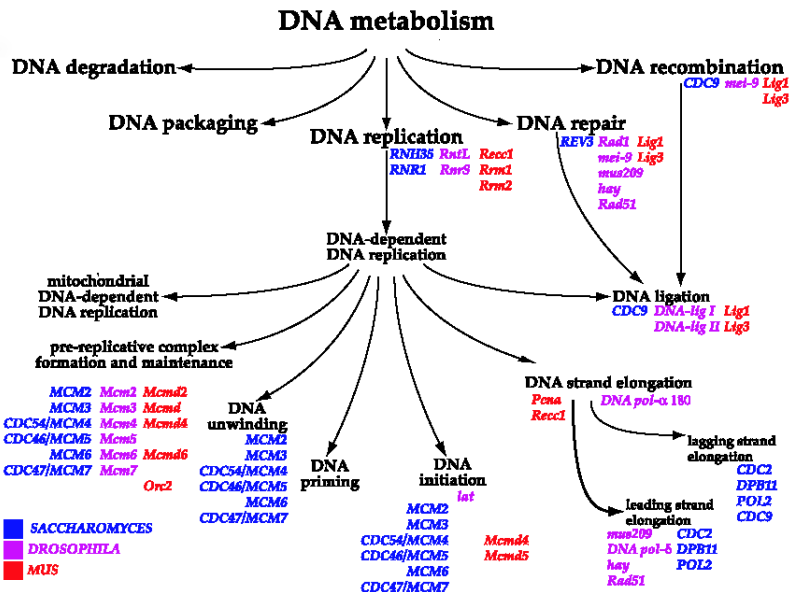 DNA metabolism
DNA degradation
DNA recombination
CDC9 mei-9 Lig1
Lig3
DNA packaging
DNA repair
REV3 Rad1 Lig1
mei-9 Lig3
mus209
hay
Rad51
DNA replication
RNH35 RntL Recc1
RNR1 Rnr9 Rrm1
Rrm2
DNA-dependent
DNA replication
mitochondrial
DNA-dependent
DNA replication
DNA ligation
CDC9 DNA-lig I Lig1
DNA-lig II Lig3
pre-replicative complex
formation and maintenance
MCM2 Mcm2 Mcmd2
MCM3 Mcm3 Mcmd
CDC54/MCM4 Mcm4 Mcmd4
CDC46/MCM5 Mcm5
MCM6 Mcm6 Mcmd6
CDC47/MCM7 Mcm7
Orc2
DNA
unwinding
MCM2
MCM3
CDC54/MCM4
CDC46/MCM5
MCM6
CDC47/MCM7
DNA
priming
DNA
initiation
lat
MCM2
MCM3
CDC54/MCM4 Mcmd4
CDC46/MCM5 Mcmd5
MCM6
CDC47/MCM7
DNA strand elongation
Pcna DNA pol-α 180
Recc1
lagging strand
elongation
CDC2
DPB11
POL2
CDC9
leading strand
elongation
mus209 CDC2
DNA pol-δ DPB11
hay POL2
Rad51
SACCHAROMYCES
DROSOPHILA
MUS